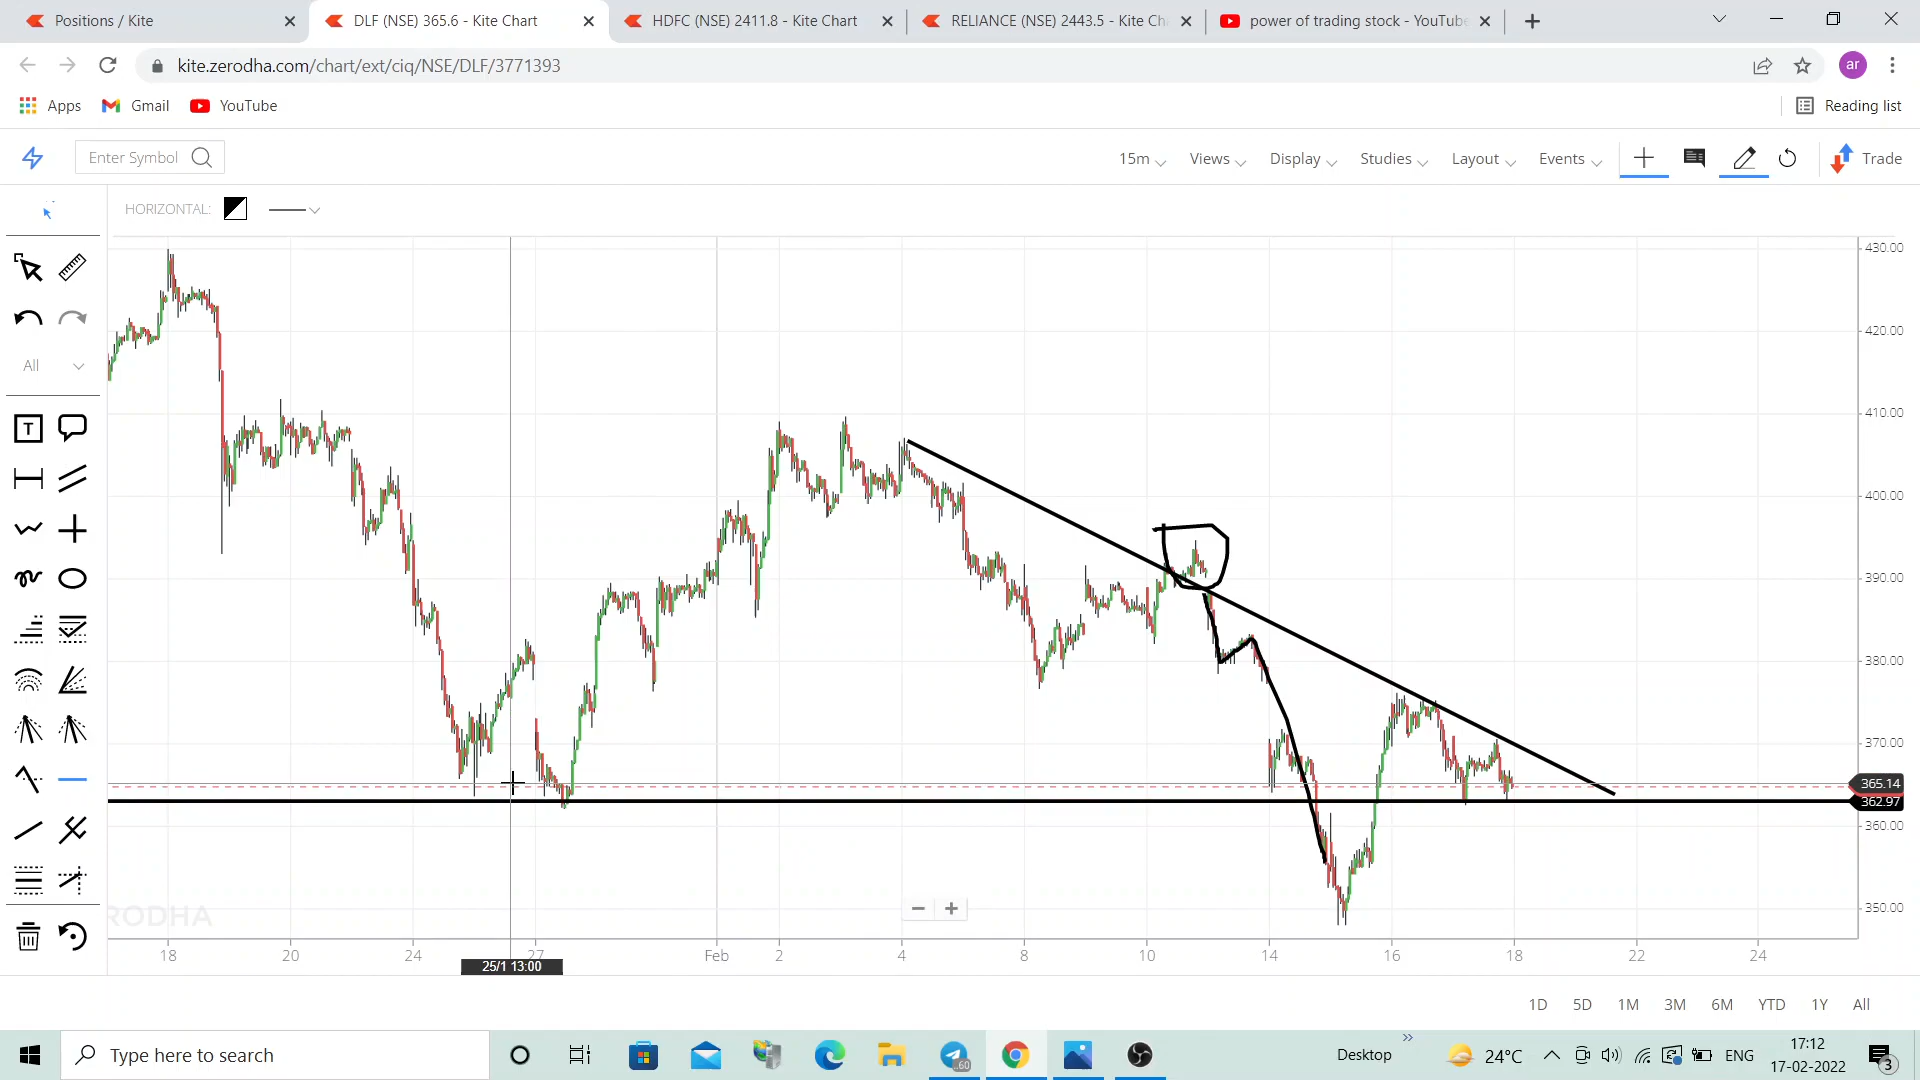 Positions / Kite
DLF (NSE) 365.6 - Kite Chart
HDFC (NSE) 2411.8 - Kite Chart
RELIANCE (NSE) 2443.5 - Kite Ch
power of trading stock - YouTube
kite.zerodha.com/chart/ext/ciq/NSE/DLF/3771393
ar
Apps
Gmail
YouTube
Reading list
Enter Symbol
15m
Views
Display
Studies
Layout
Events
Trade
HORIZONTAL:
All
T
430.00
420.00
410.00
400.00
390.00
380.00
370.00
365.14
362.97
360.00
350.00
RODHA
18 20 24 27 Feb 2 4 8 10 14 16 18 22 24
25/1 13:00
1D 5D 1M 3M 6M YTD 1Y All
Type here to search
60
Desktop
24°C
ENG
17:12
17-02-2022
3